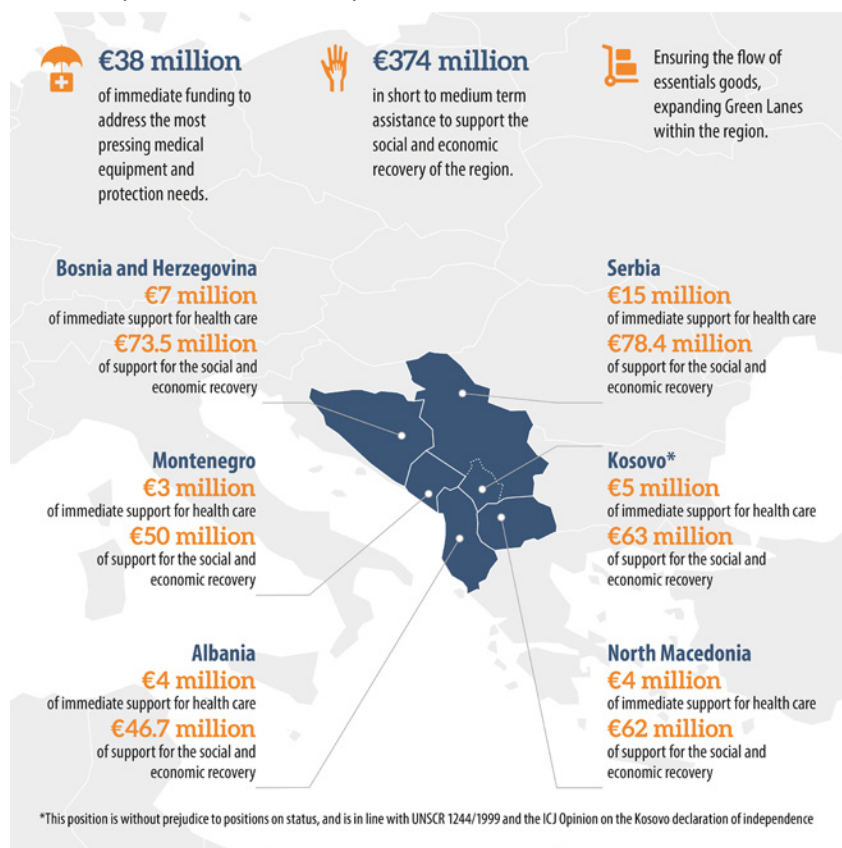 €38 million
of immediate funding to
address the most
pressing medical
equipment and
protection needs.
€374 million
in short to medium term
assistance to support the
social and economic
recovery of the region.
Ensuring the flow of
essentials goods,
expanding Green Lanes
within the region.
Bosnia and Herzegovina
€7 million
of immediate support for health care
€73.5 million
of support for the social and
economic recovery
Serbia
€15 million
of immediate support for health care
€78.4 million
of support for the social and
economic recovery
Montenegro
€3 million
of immediate support for health care
€50 million
of support for the social and
economic recovery
Kosovo*
€5 million
of immediate support for health care
€63 million
of support for the social and
economic recovery
Albania
€4 million
of immediate support for health care
€46.7 million
of support for the social and
economic recovery
North Macedonia
€4 million
of immediate support for health care
€62 million
of support for the social and
economic recovery
*This position is without prejudice to positions on status, and is in line with UNSCR 1244/1999 and the ICJ Opinion on the Kosovo declaration of independence